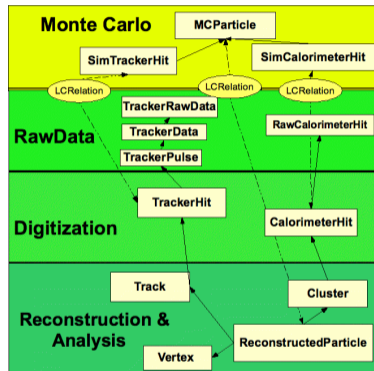 Monte Carlo
MCParticle
SimTrackerHit
SimCalorimeterHit
LCRelation
LCRelation
LCRelation
TrackerRawData
RawCalorimeterHit
TrackerData
RawData
TrackerPulse
TrackerHit
CalorimeterHit
Digitization
Track
Cluster
Reconstruction &
Analysis
ReconstructedParticle
Vertex